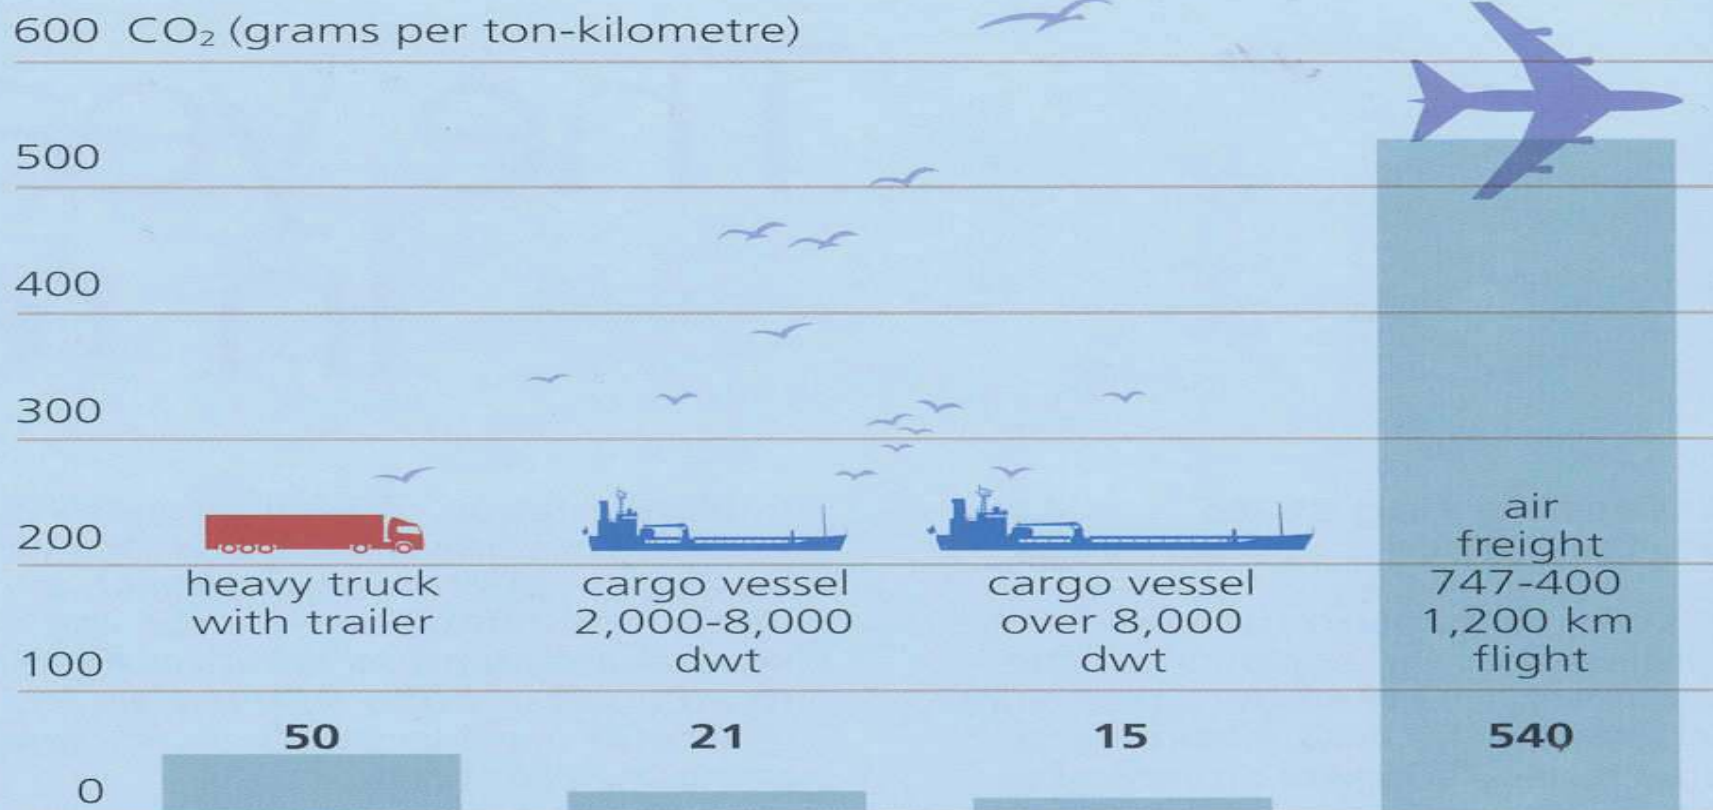 600 CO₂ (grams per ton-kilometre)
500
400
300
200
100
0
heavy truck
with trailer
50
cargo vessel
2,000-8,000
dwt
21
cargo vessel
over 8,000
dwt
15
air
freight
747-400
1,200 km
flight
540